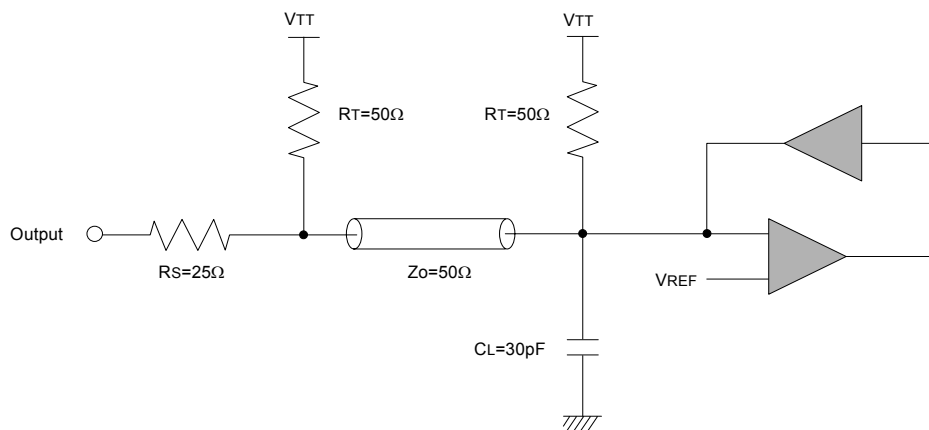 VTT
VTT
RT=50Ω
RT=50Ω
Output
RS=25Ω
Zo=50Ω
VREF
CL=30pF